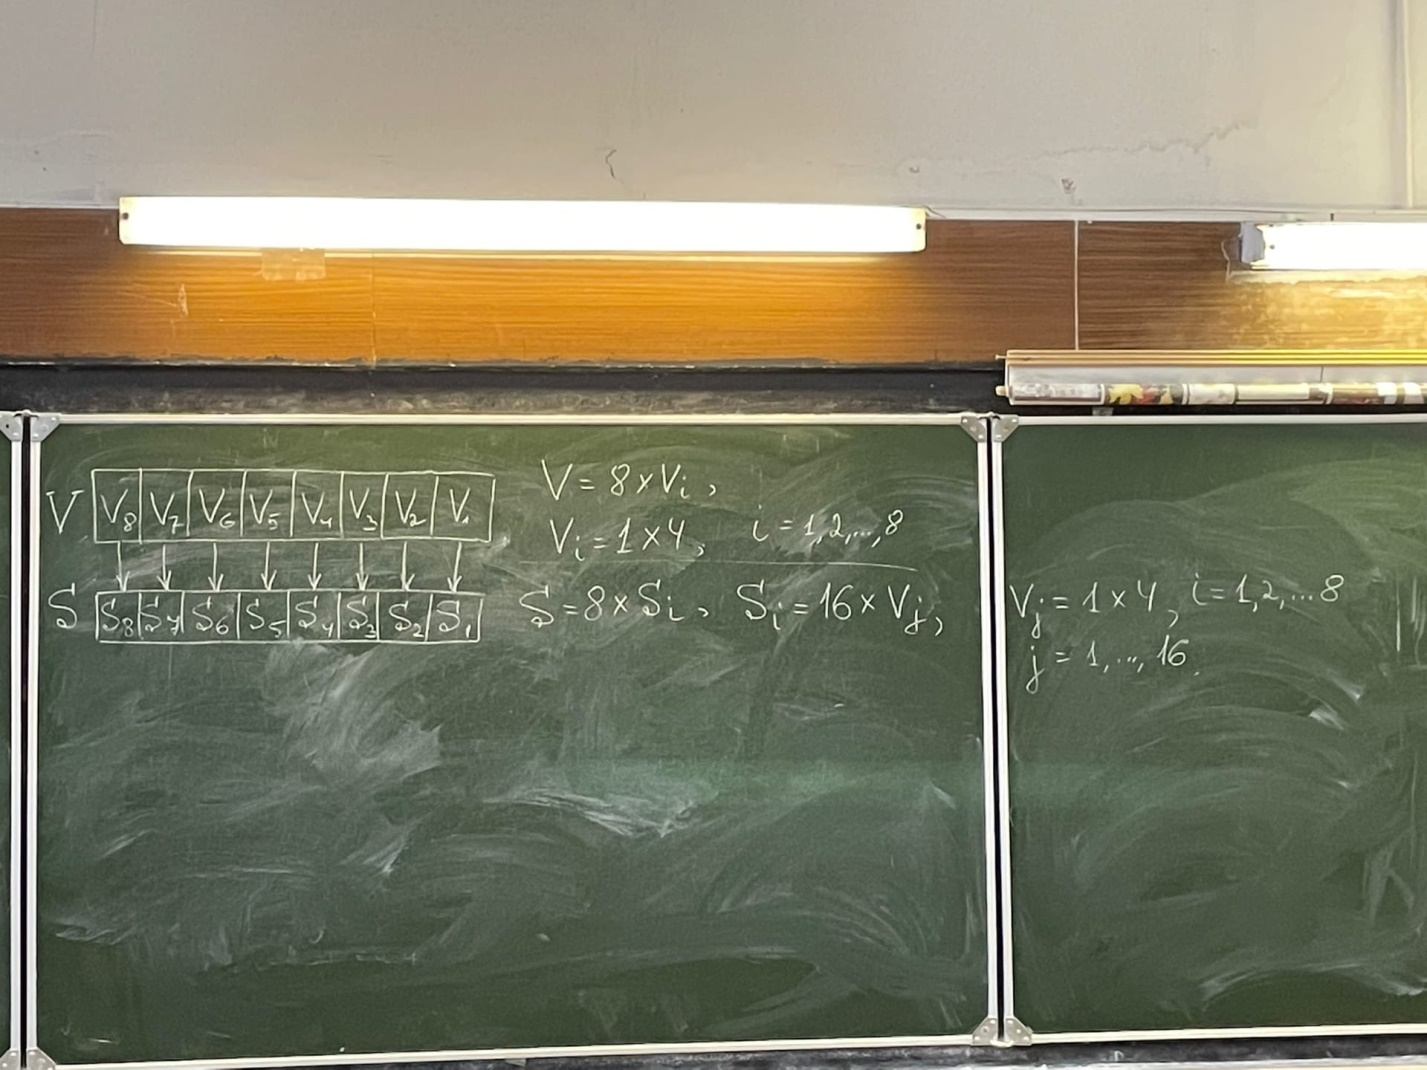 V V₈ V₇ V₆ V₅ V₄ V₃ V₂ V₁
V = 8 × Vᵢ ,
Vᵢ = 1 × 4, i = 1,2,...,8
S S₈ S₇ S₆ S₅ S₄ S₃ S₂ S₁
S = 8 × Sᵢ , Sᵢ = 16 × Vⱼ ,
Vⱼ = 1 × 4, i = 1,2,...8
j = 1,...,16